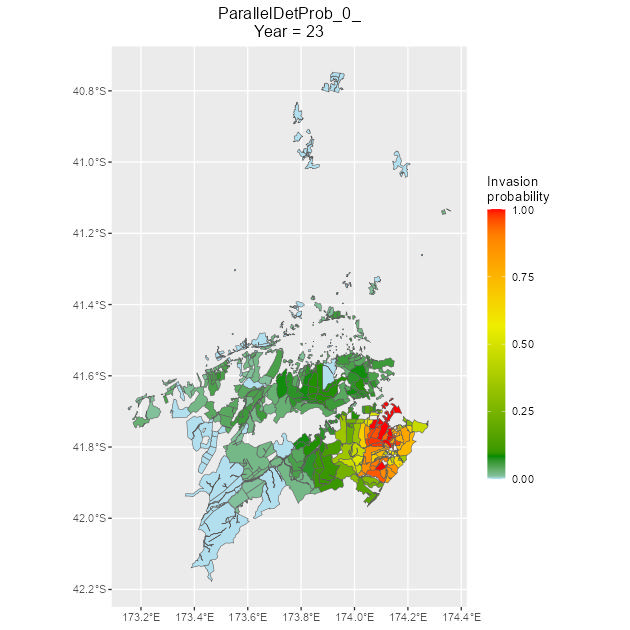 ParallelDetProb_0_
Year = 23
40.8°S
41.0°S
41.2°S
41.4°S
41.6°S
41.8°S
42.0°S
42.2°S
173.2°E 173.4°E 173.6°E 173.8°E 174.0°E 174.2°E 174.4°E
Invasion
probability
1.00
0.75
0.50
0.25
0.00